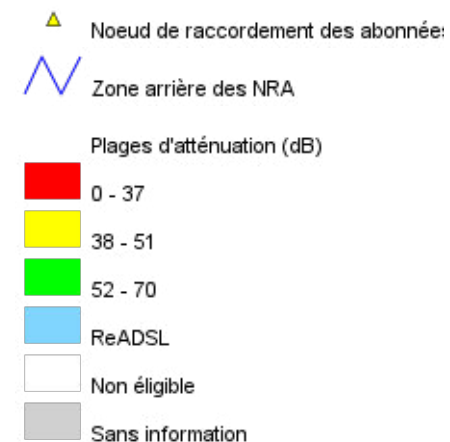 Noeud de raccordement des abonnées
Zone arrière des NRA
Plages d'atténuation (dB)
0 - 37
38 - 51
52 - 70
ReADSL
Non éligible
Sans information